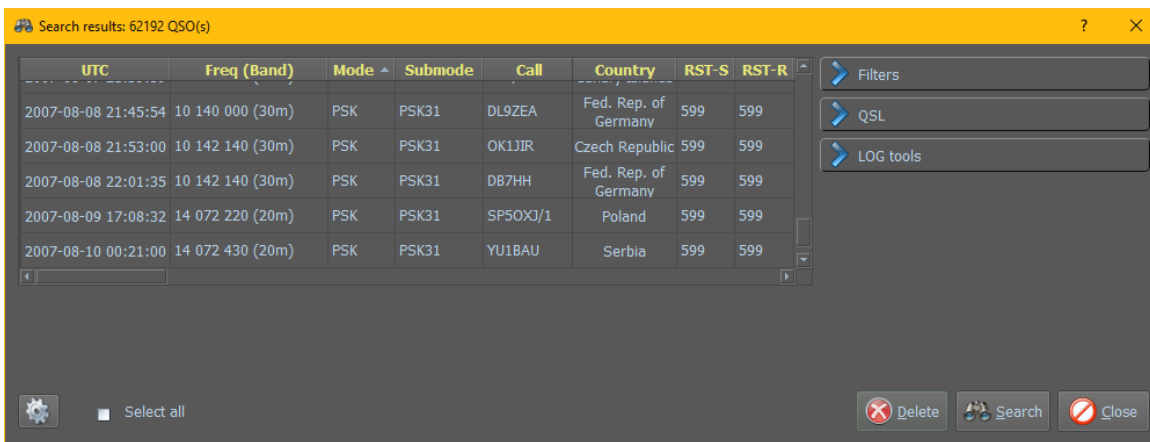 Search results: 62192 QSO(s)
UTC Freq (Band) Mode Submode Call Country RST-S RST-R
2007-08-08 21:45:54 10 140 000 (30m) PSK PSK31 DL9ZEA Fed. Rep. of Germany 599 599
2007-08-08 21:53:00 10 142 140 (30m) PSK PSK31 OK1JIR Czech Republic 599 599
2007-08-08 22:01:35 10 142 140 (30m) PSK PSK31 DB7HH Fed. Rep. of Germany 599 599
2007-08-09 17:08:32 14 072 220 (20m) PSK PSK31 SP5OXJ/1 Poland 599 599
2007-08-10 00:21:00 14 072 430 (20m) PSK PSK31 YU1BAU Serbia 599 599
Filters
QSL
LOG tools
Select all
Delete
Search
Close